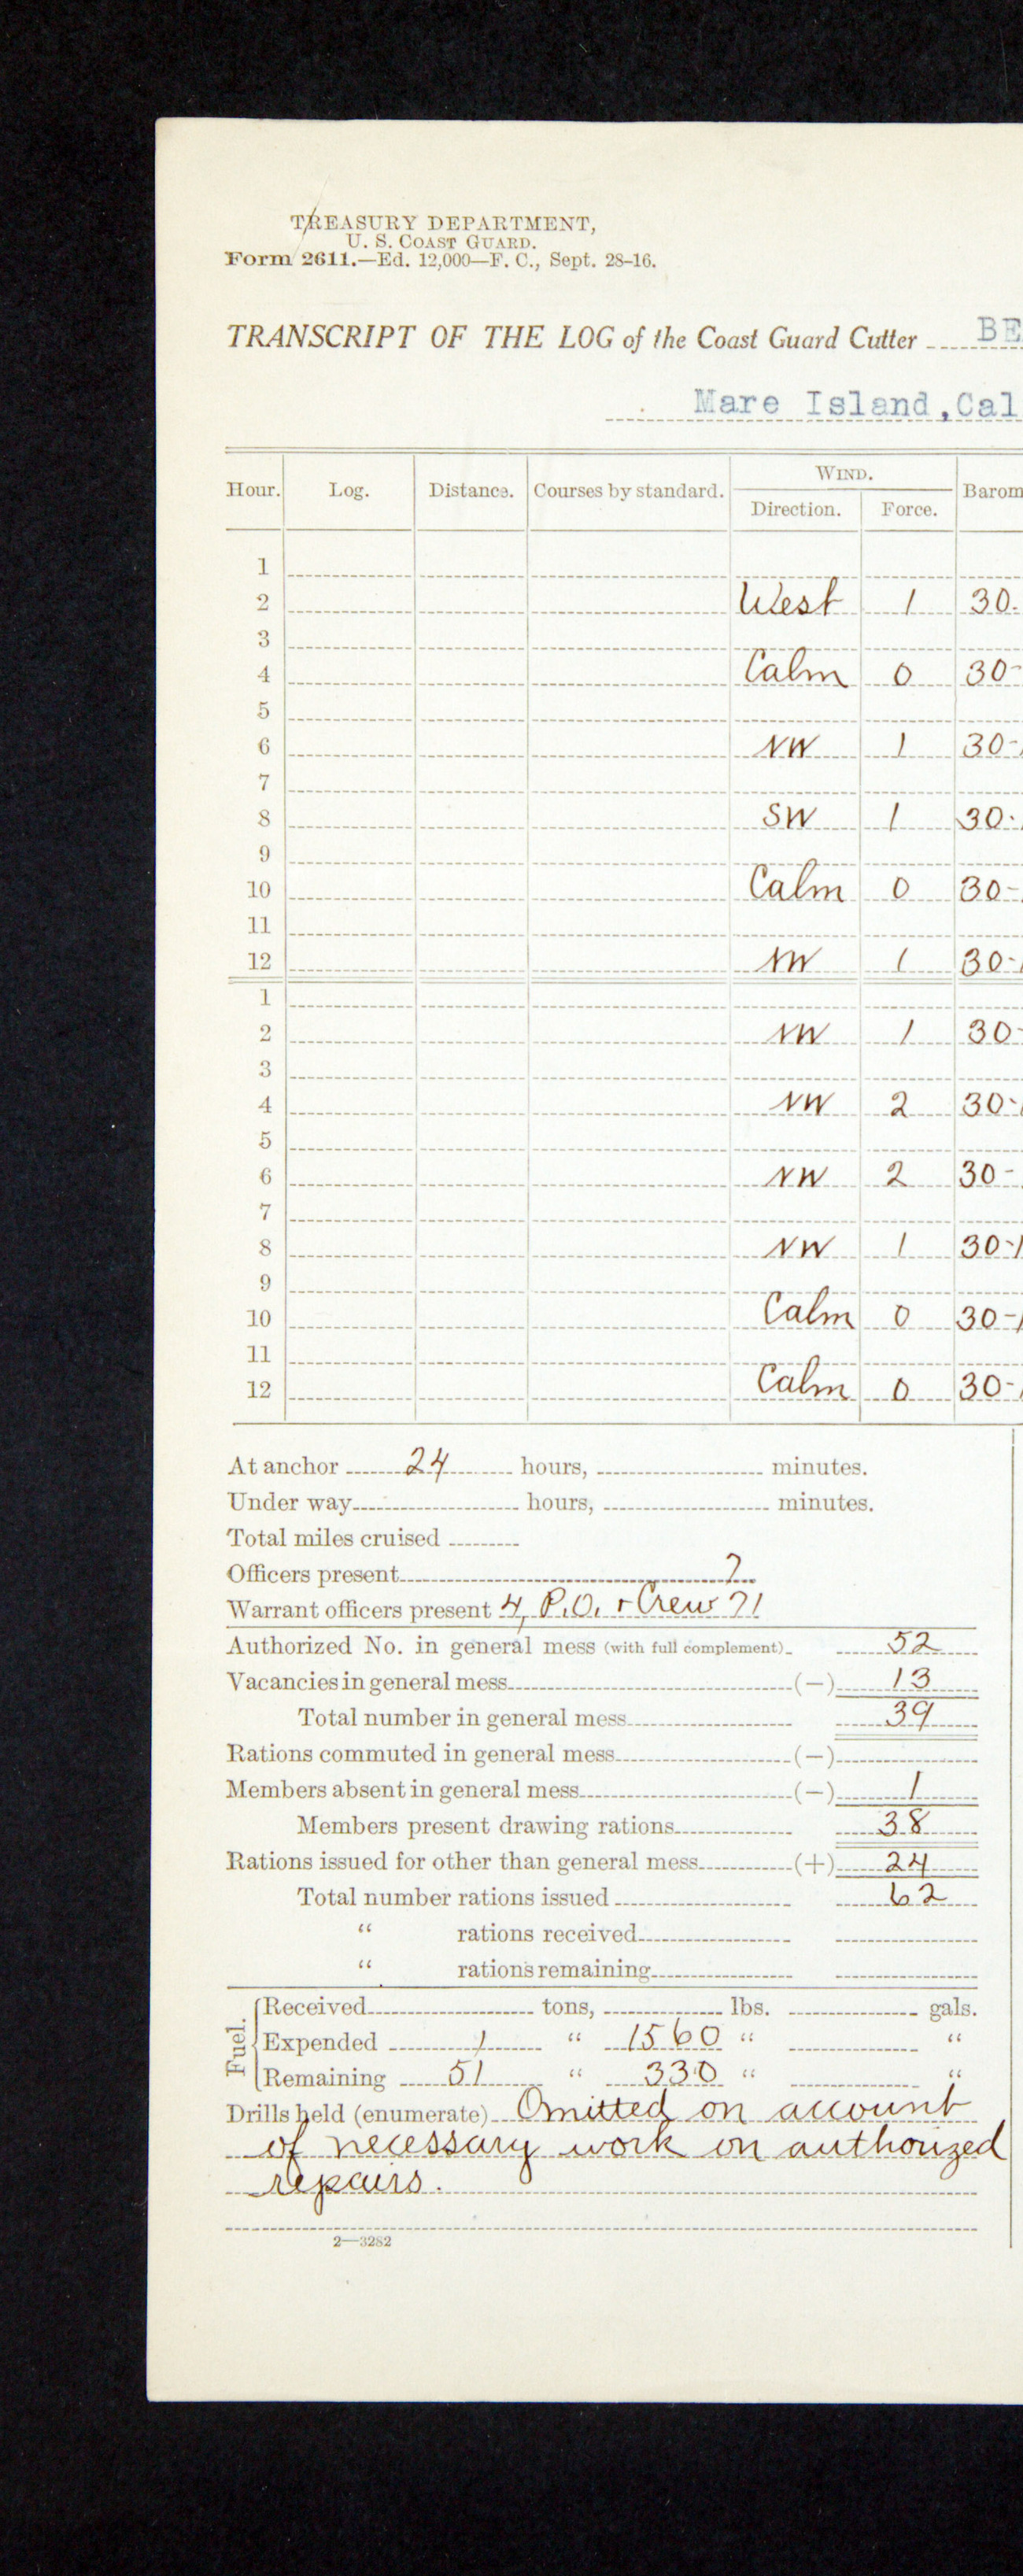 TREASURY DEPARTMENT,
U. S. COAST GUARD.
Form 2611.—Ed. 12,000—F. C., Sept. 28-16.
TRANSCRIPT OF THE LOG of the Coast Guard Cutter BE
Mare Island, Cal
WIND.
Hour. Log. Distance. Courses by standard. Direction. Force. Barom
1
2 West 1 30.
3
4 Calm 0 30-
5
6 NW 1 30-
7
8 SW 1 30.
9
10 Calm 0 30-
11
12 NW 1 30-
1
2 NW 1 30-
3
4 NW 2 30-
5
6 NW 2 30-
7
8 NW 1 30-1
9
10 Calm 0 30-1
11
12 Calm 0 30-
At anchor 24 hours, minutes.
Under way hours, minutes.
Total miles cruised
Officers present 7
Warrant officers present 4, P.O. + Crew 71
Authorized No. in general mess (with full complement) 52
Vacancies in general mess (—) 13
Total number in general mess 39
Rations commuted in general mess (—)
Members absent in general mess (—) 1
Members present drawing rations 38
Rations issued for other than general mess (+) 24
Total number rations issued 62
“ rations received
“ rations remaining
Fuel. Received tons, lbs. gals.
Expended 1 “ 1560 “ “
Remaining 51 “ 330 “ “
Drills held (enumerate) Omitted on account
of necessary work on authorized
repairs.
2—3282